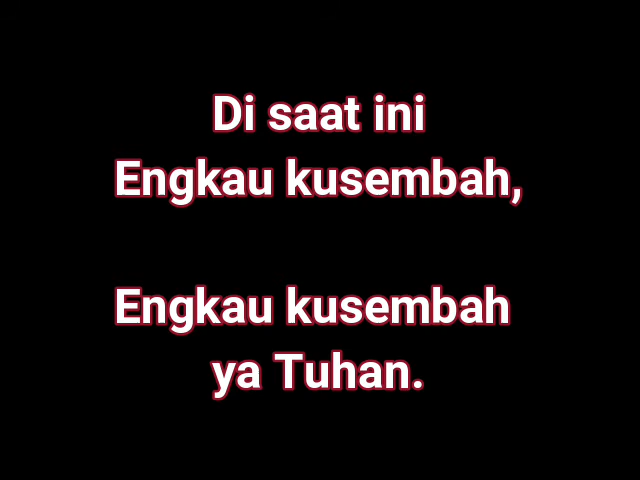 Di saat ini
Engkau kusembah,
Engkau kusembah
ya Tuhan.